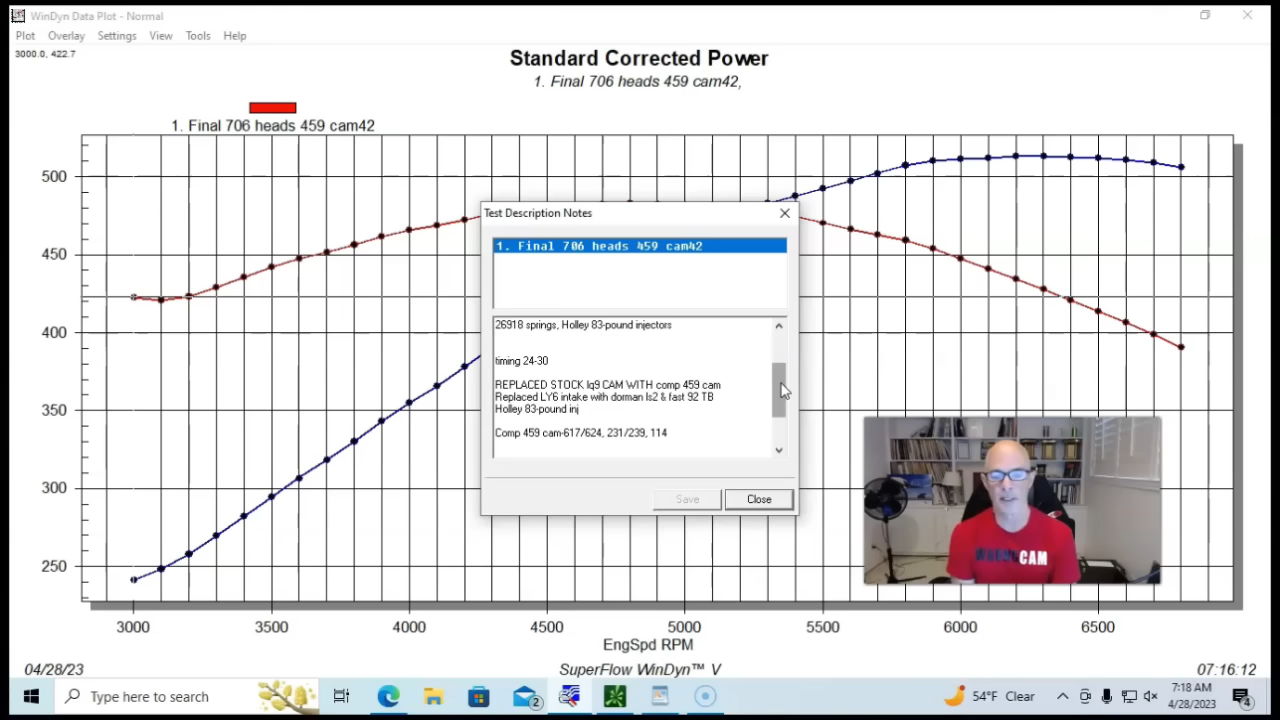 WinDyn Data Plot - Normal
Plot Overlay Settings View Tools Help
3000.0, 422.7
Standard Corrected Power
1. Final 706 heads 459 cam42,
1. Final 706 heads 459 cam42
500
450
400
350
300
250
Test Description Notes
1. Final 706 heads 459 cam42
26918 springs, Holley 83-pound injectors
timing 24-30
REPLACED STOCK lq9 CAM WITH comp 459 cam
Replaced LY6 intake with dorman ls2 & fast 92 TB
Holley 83-pound inj
Comp 459 cam-617/624, 231/239, 114
Save Close
3000 3500 4000 4500 5000 5500 6000 6500
EngSpd RPM
04/28/23 SuperFlow WinDyn™ V 07:16:12
Type here to search
2
54°F Clear
7:18 AM
4/28/2023
4